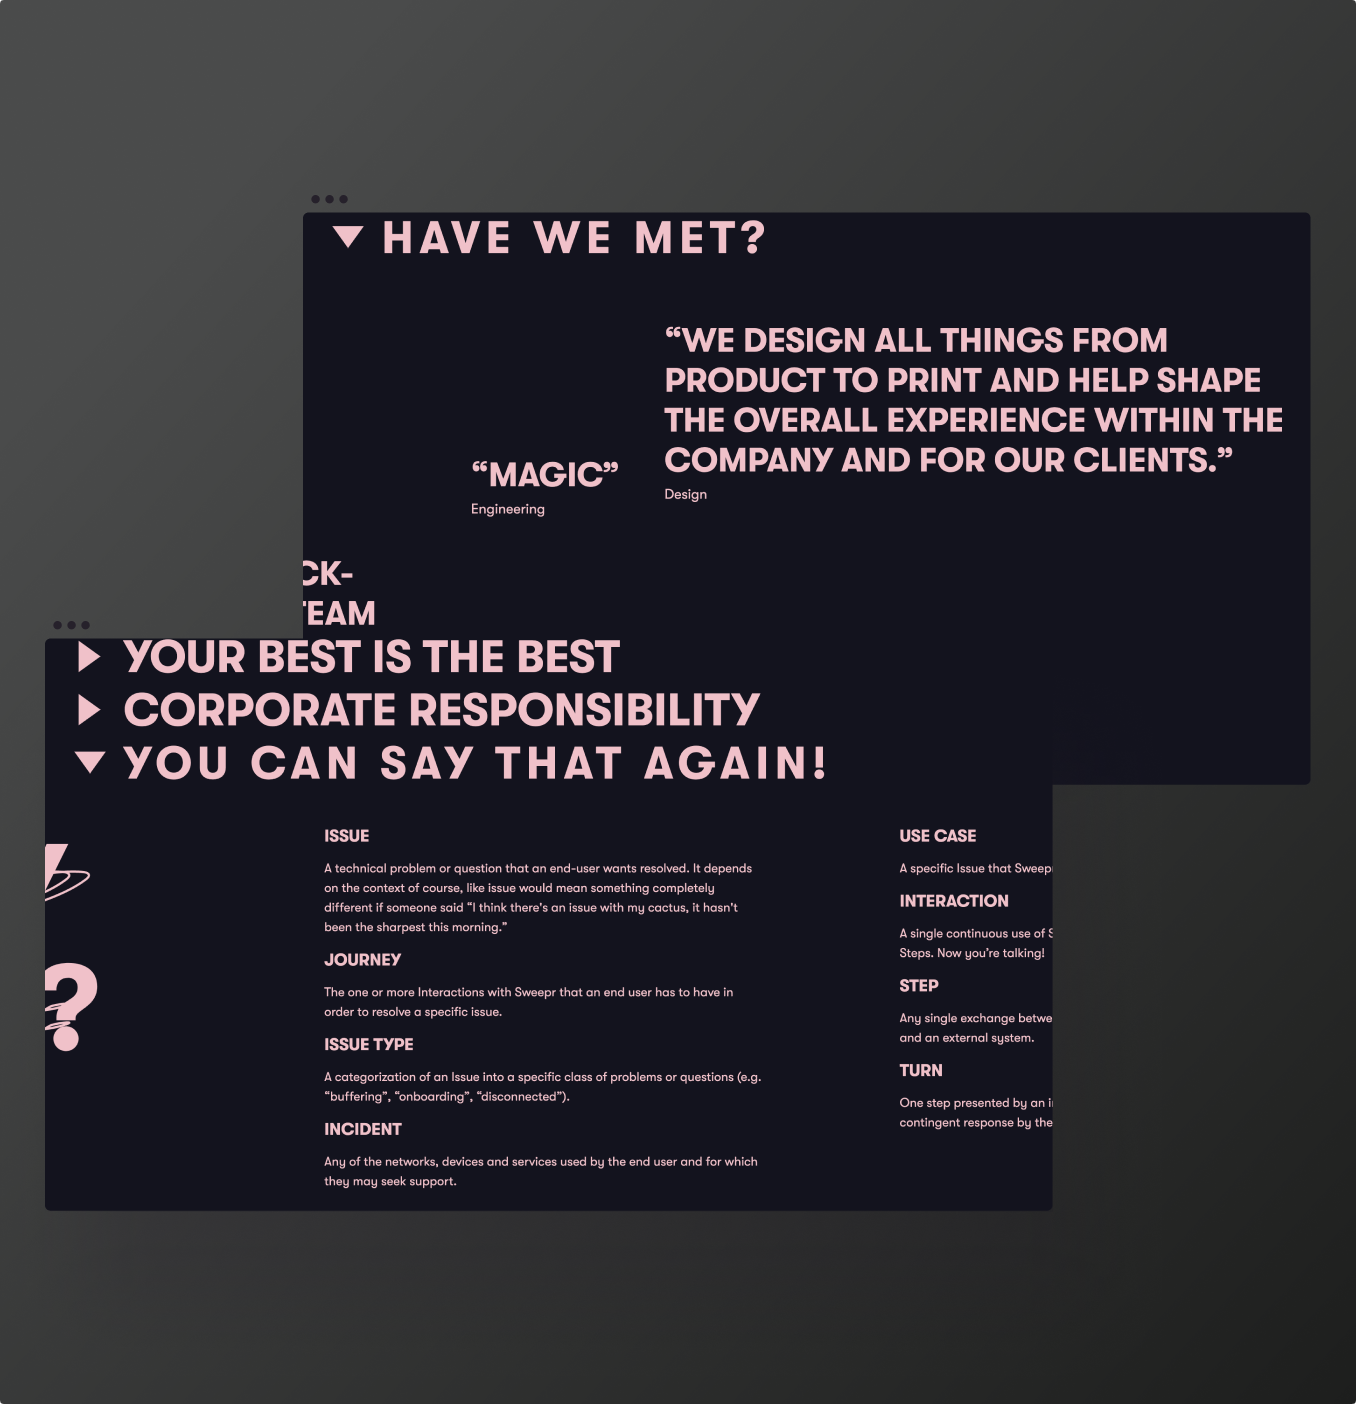 HAVE WE MET?
“WE DESIGN ALL THINGS FROM
PRODUCT TO PRINT AND HELP SHAPE
THE OVERALL EXPERIENCE WITHIN THE
COMPANY AND FOR OUR CLIENTS.”
Design
“MAGIC”
Engineering
CK-
TEAM
YOUR BEST IS THE BEST
CORPORATE RESPONSIBILITY
YOU CAN SAY THAT AGAIN!
?
ISSUE
A technical problem or question that an end-user wants resolved. It depends
on the context of course, like issue would mean something completely
different if someone said “I think there's an issue with my cactus, it hasn't
been the sharpest this morning.”
JOURNEY
The one or more Interactions with Sweepr that an end user has to have in
order to resolve a specific issue.
ISSUE TYPE
A categorization of an Issue into a specific class of problems or questions (e.g.
“buffering”, “onboarding”, “disconnected”).
INCIDENT
Any of the networks, devices and services used by the end user and for which
they may seek support.
USE CASE
A specific Issue that Sweepr
INTERACTION
A single continuous use of
Steps. Now you’re talking!
STEP
Any single exchange betwe
and an external system.
TURN
One step presented by an
contingent response by the